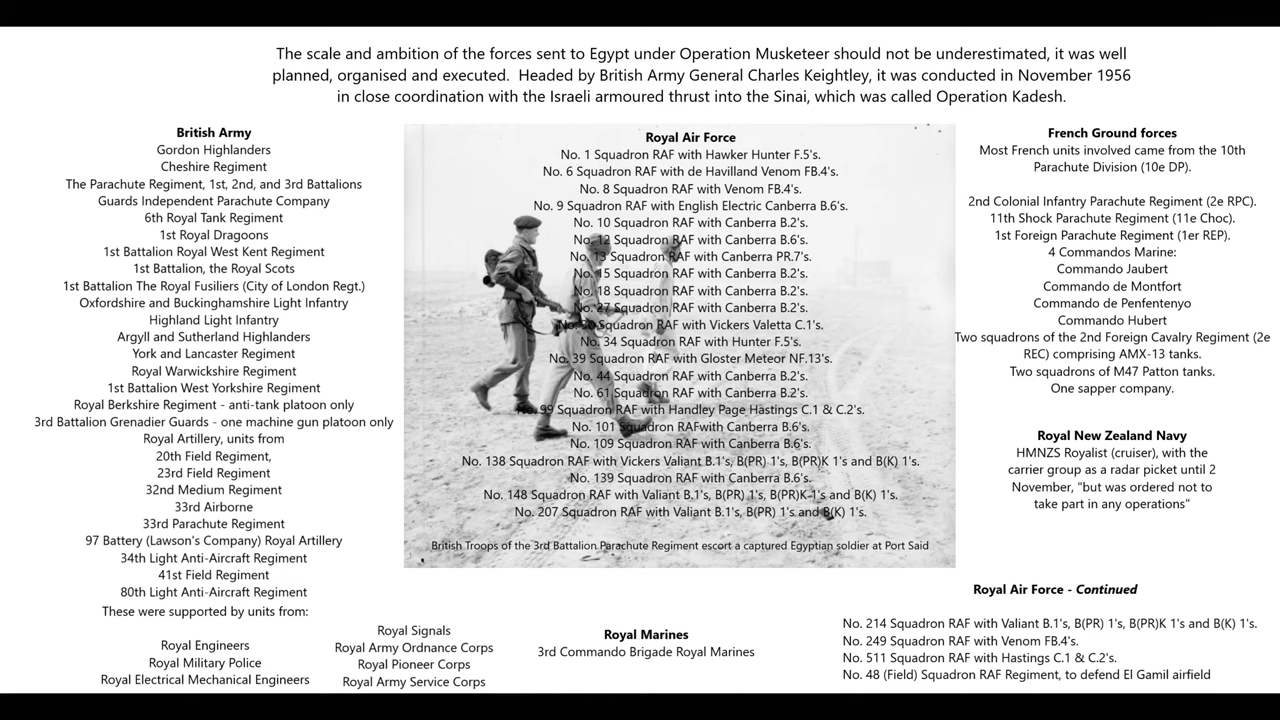 The scale and ambition of the forces sent to Egypt under Operation Musketeer should not be underestimated, it was well
planned, organised and executed.  Headed by British Army General Charles Keightley, it was conducted in November 1956
in close coordination with the Israeli armoured thrust into the Sinai, which was called Operation Kadesh.
British Army
Gordon Highlanders
Cheshire Regiment
The Parachute Regiment, 1st, 2nd, and 3rd Battalions
Guards Independent Parachute Company
6th Royal Tank Regiment
1st Royal Dragoons
1st Battalion Royal West Kent Regiment
1st Battalion, the Royal Scots
1st Battalion The Royal Fusiliers (City of London Regt.)
Oxfordshire and Buckinghamshire Light Infantry
Highland Light Infantry
Argyll and Sutherland Highlanders
York and Lancaster Regiment
Royal Warwickshire Regiment
1st Battalion West Yorkshire Regiment
Royal Berkshire Regiment - anti-tank platoon only
3rd Battalion Grenadier Guards - one machine gun platoon only
Royal Artillery, units from
20th Field Regiment,
23rd Field Regiment
32nd Medium Regiment
33rd Airborne
33rd Parachute Regiment
97 Battery (Lawson's Company) Royal Artillery
34th Light Anti-Aircraft Regiment
41st Field Regiment
80th Light Anti-Aircraft Regiment
These were supported by units from:
Royal Engineers
Royal Military Police
Royal Electrical Mechanical Engineers
Royal Signals
Royal Army Ordnance Corps
Royal Pioneer Corps
Royal Army Service Corps
Royal Air Force
No. 1 Squadron RAF with Hawker Hunter F.5's.
No. 6 Squadron RAF with de Havilland Venom FB.4's.
No. 8 Squadron RAF with Venom FB.4's.
No. 9 Squadron RAF with English Electric Canberra B.6's.
No. 10 Squadron RAF with Canberra B.2's.
No. 12 Squadron RAF with Canberra B.6's.
No. 13 Squadron RAF with Canberra PR.7's.
No. 15 Squadron RAF with Canberra B.2's.
No. 18 Squadron RAF with Canberra B.2's.
No. 27 Squadron RAF with Canberra B.2's.
No. 30 Squadron RAF with Vickers Valetta C.1's.
No. 34 Squadron RAF with Hunter F.5's.
No. 39 Squadron RAF with Gloster Meteor NF.13's.
No. 44 Squadron RAF with Canberra B.2's.
No. 61 Squadron RAF with Canberra B.2's.
No. 99 Squadron RAF with Handley Page Hastings C.1 & C.2's.
No. 101 Squadron RAFwith Canberra B.6's.
No. 109 Squadron RAF with Canberra B.6's.
No. 138 Squadron RAF with Vickers Valiant B.1's, B(PR) 1's, B(PR)K 1's and B(K) 1's.
No. 139 Squadron RAF with Canberra B.6's.
No. 148 Squadron RAF with Valiant B.1's, B(PR) 1's, B(PR)K 1's and B(K) 1's.
No. 207 Squadron RAF with Valiant B.1's, B(PR) 1's and B(K) 1's.
British Troops of the 3rd Battalion Parachute Regiment escort a captured Egyptian soldier at Port Said
Royal Marines
3rd Commando Brigade Royal Marines
French Ground forces
Most French units involved came from the 10th
Parachute Division (10e DP).
2nd Colonial Infantry Parachute Regiment (2e RPC).
11th Shock Parachute Regiment (11e Choc).
1st Foreign Parachute Regiment (1er REP).
4 Commandos Marine:
Commando Jaubert
Commando de Montfort
Commando de Penfentenyo
Commando Hubert
Two squadrons of the 2nd Foreign Cavalry Regiment (2e
REC) comprising AMX-13 tanks.
Two squadrons of M47 Patton tanks.
One sapper company.
Royal New Zealand Navy
HMNZS Royalist (cruiser), with the
carrier group as a radar picket until 2
November, "but was ordered not to
take part in any operations"
Royal Air Force - Continued
No. 214 Squadron RAF with Valiant B.1's, B(PR) 1's, B(PR)K 1's and B(K) 1's.
No. 249 Squadron RAF with Venom FB.4's.
No. 511 Squadron RAF with Hastings C.1 & C.2's.
No. 48 (Field) Squadron RAF Regiment, to defend El Gamil airfield